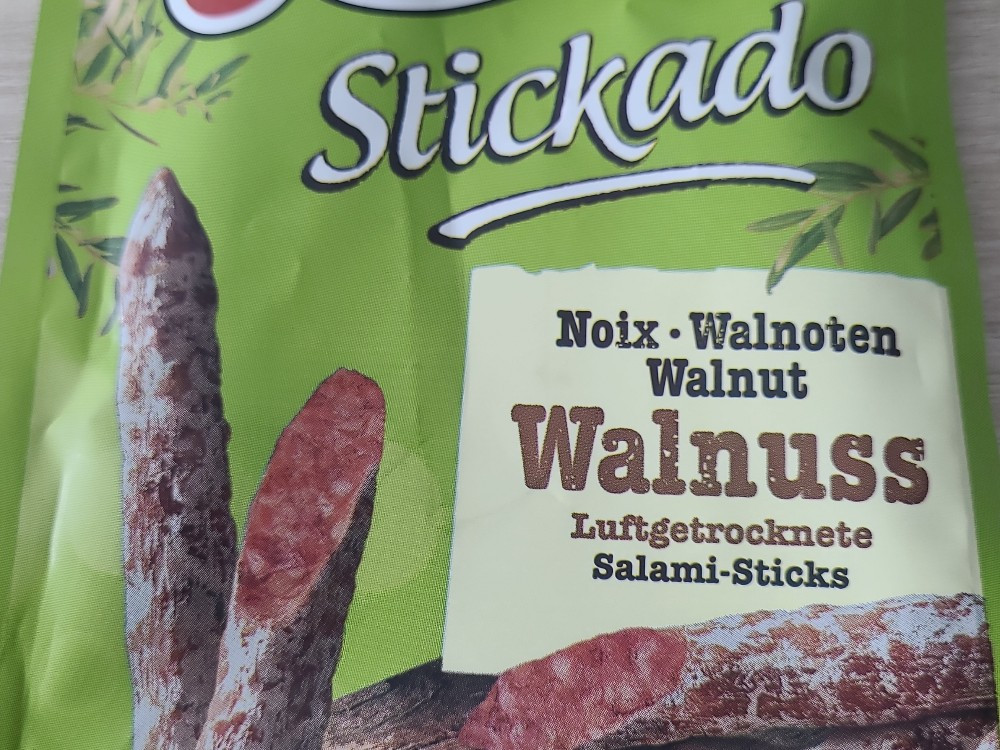 Stickado
Noix · Walnoten
Walnut
Walnuss
Luftgetrocknete
Salami-Sticks